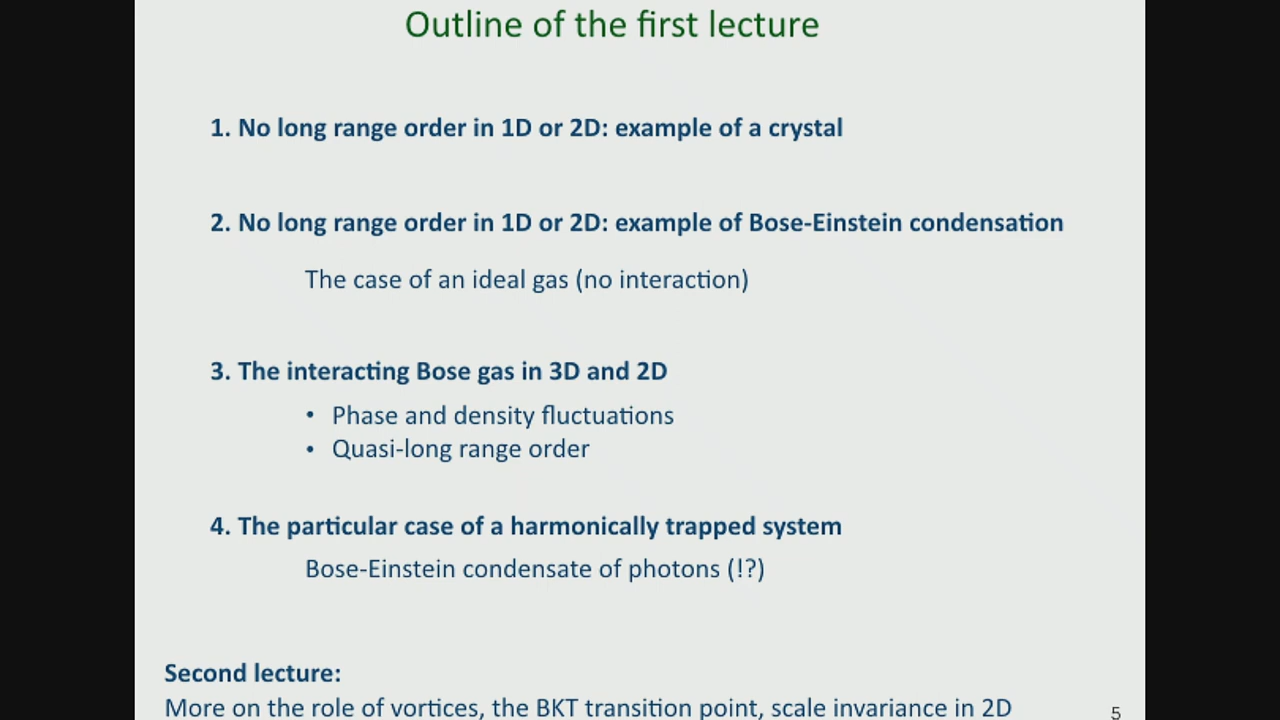 Outline of the first lecture
1. No long range order in 1D or 2D: example of a crystal
2. No long range order in 1D or 2D: example of Bose-Einstein condensation
The case of an ideal gas (no interaction)
3. The interacting Bose gas in 3D and 2D
• Phase and density fluctuations
• Quasi-long range order
4. The particular case of a harmonically trapped system
Bose-Einstein condensate of photons (!?)
Second lecture:
More on the role of vortices, the BKT transition point, scale invariance in 2D
5